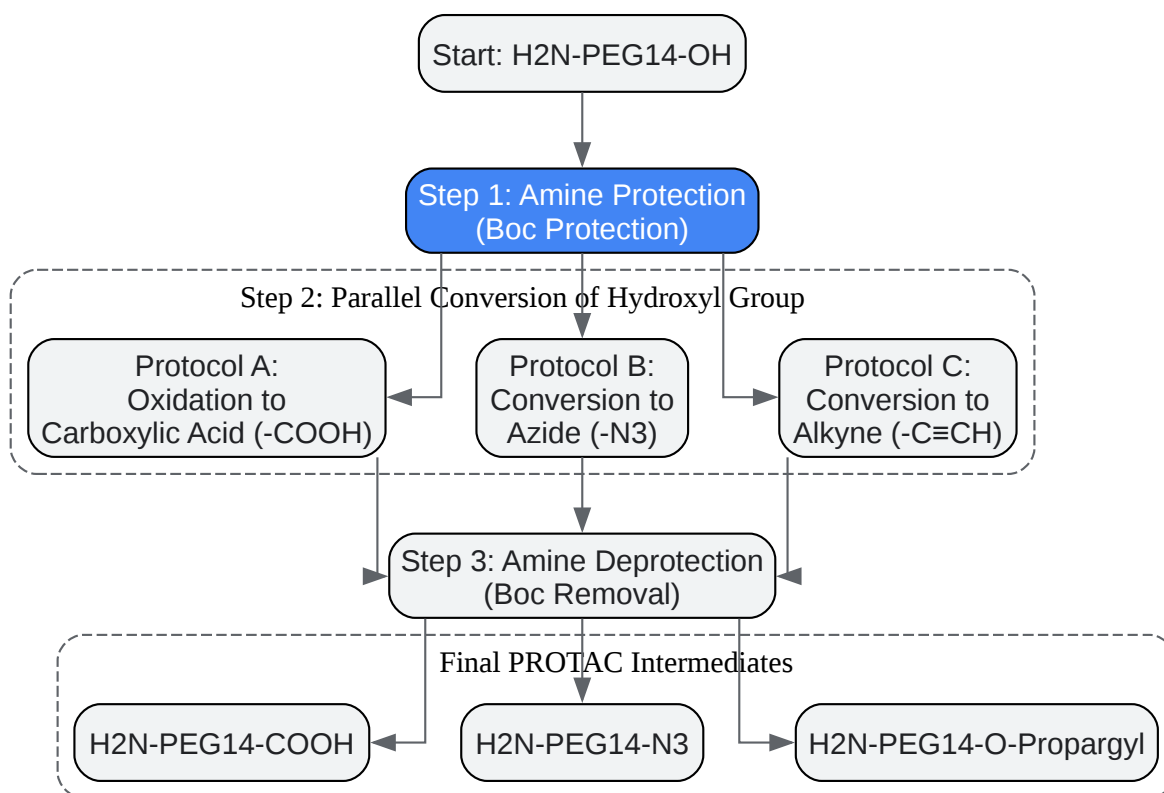 Start: H2N-PEG14-OH
Step 1: Amine Protection
(Boc Protection)
Step 2: Parallel Conversion of Hydroxyl Group
Protocol A:
Oxidation to
Carboxylic Acid (-COOH)
Protocol B:
Conversion to
Azide (-N3)
Protocol C:
Conversion to
Alkyne (-C≡CH)
Step 3: Amine Deprotection
(Boc Removal)
Final PROTAC Intermediates
H2N-PEG14-COOH
H2N-PEG14-N3
H2N-PEG14-O-Propargyl